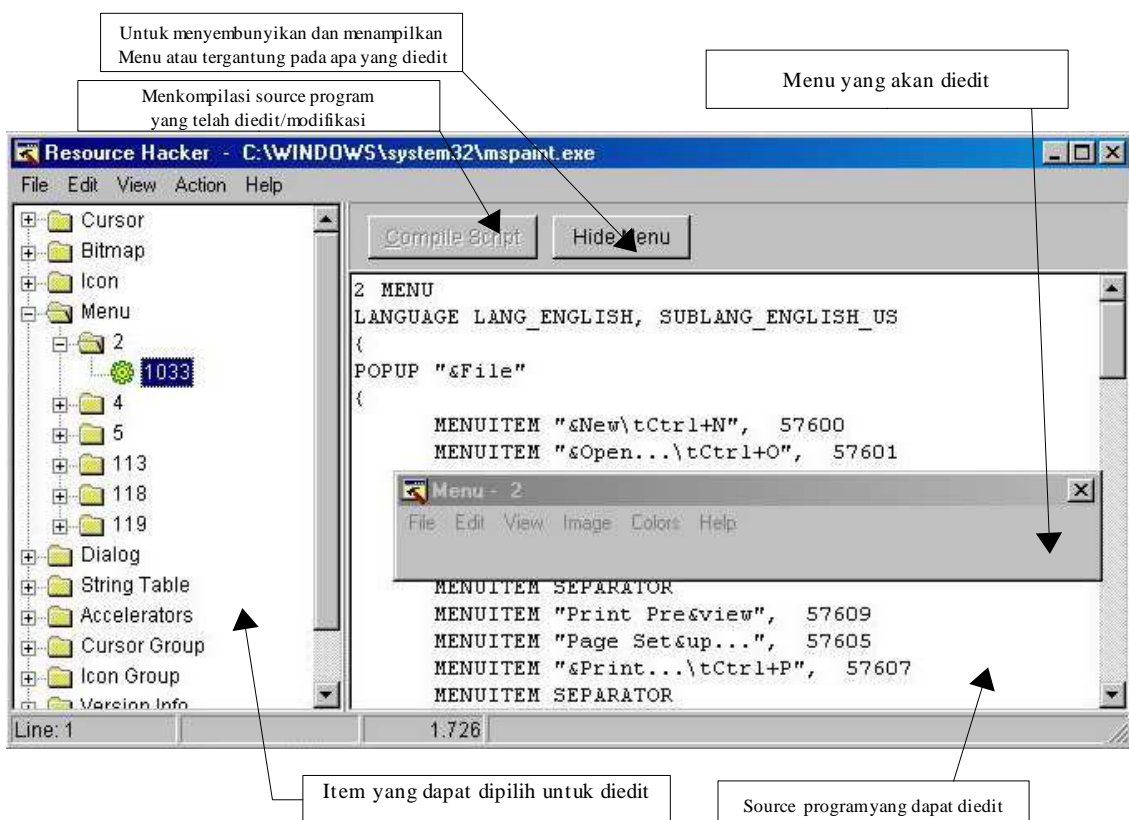 Untuk menyembunyikan dan menampilkan
Menu atau tergantung pada apa yang diedit
Menu yang akan diedit
Menkompilasi source program
yang telah diedit/modifikasi
Resource Hacker - C:\WINDOWS\system32\mspaint.exe
File Edit View Action Help
Cursor
Bitmap
Icon
Menu
2
1033
4
5
113
118
119
Dialog
String Table
Accelerators
Cursor Group
Icon Group
Version Info
Compile Script
Hide Menu
2 MENU
LANGUAGE LANG_ENGLISH, SUBLANG_ENGLISH_US
{
POPUP "&File"
{
MENUITEM "&New\tCtrl+N", 57600
MENUITEM "&Open...\tCtrl+O", 57601
Menu - 2
File Edit View Image Colors Help
MENUITEM SEPARATOR
MENUITEM "Print Pre&view", 57609
MENUITEM "Page Set&up...", 57605
MENUITEM "&Print...\tCtrl+P", 57607
MENUITEM SEPARATOR
Line: 1
1.726
Item yang dapat dipilih untuk diedit
Source programyang dapat diedit